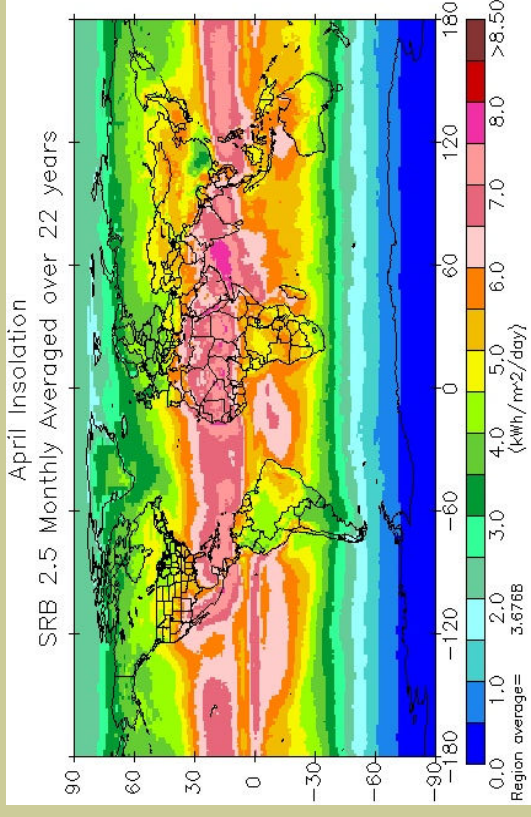 April Insolation
SRB 2.5 Monthly Averaged over 22 years
90
60
30
0
-30
-60
-90
-180 -120 -60 0 60 120 180
0.0 1.0 2.0 3.0 4.0 5.0 6.0 7.0 8.0 >8.50
Region average= 3.6768 (kWh/m2/day)